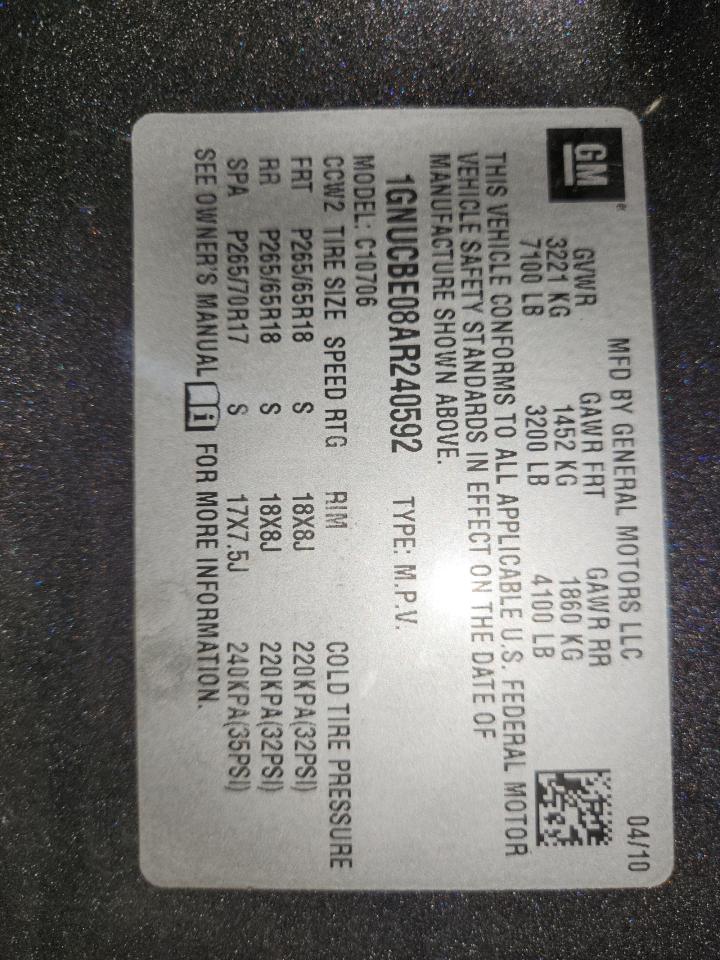 GM®
MFD BY GENERAL MOTORS LLC 04/10
GVWR GAWR FRT GAWR RR
3221 KG 1452 KG 1860 KG
7100 LB 3200 LB 4100 LB
THIS VEHICLE CONFORMS TO ALL APPLICABLE U.S. FEDERAL MOTOR
VEHICLE SAFETY STANDARDS IN EFFECT ON THE DATE OF
MANUFACTURE SHOWN ABOVE.
1GNUCBE08AR240592 TYPE: M.P.V.
MODEL: C10706
CCW2 TIRE SIZE SPEED RTG RIM COLD TIRE PRESSURE
FRT P265/65R18 S 18X8J 220KPA(32PSI)
RR P265/65R18 S 18X8J 220KPA(32PSI)
SPA P265/70R17 S 17X7.5J 240KPA(35PSI)
SEE OWNER'S MANUAL i FOR MORE INFORMATION.